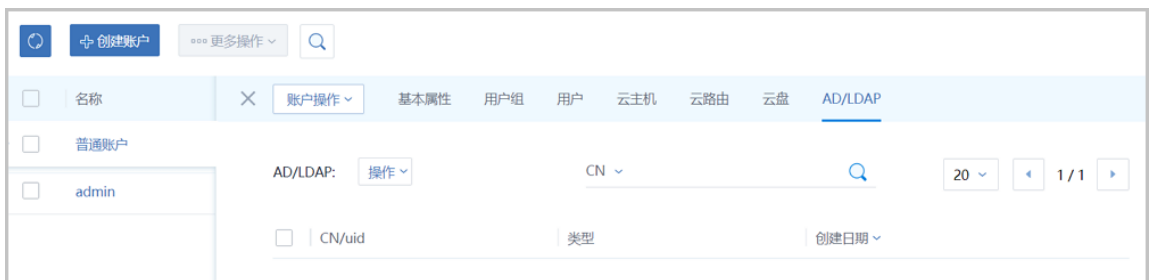 创建账户 更多操作
名称 账户操作 基本属性 用户组 用户 云主机 云路由 云盘 AD/LDAP
普通账户
AD/LDAP: 操作 CN 20 1 / 1
admin
CN/uid 类型 创建日期